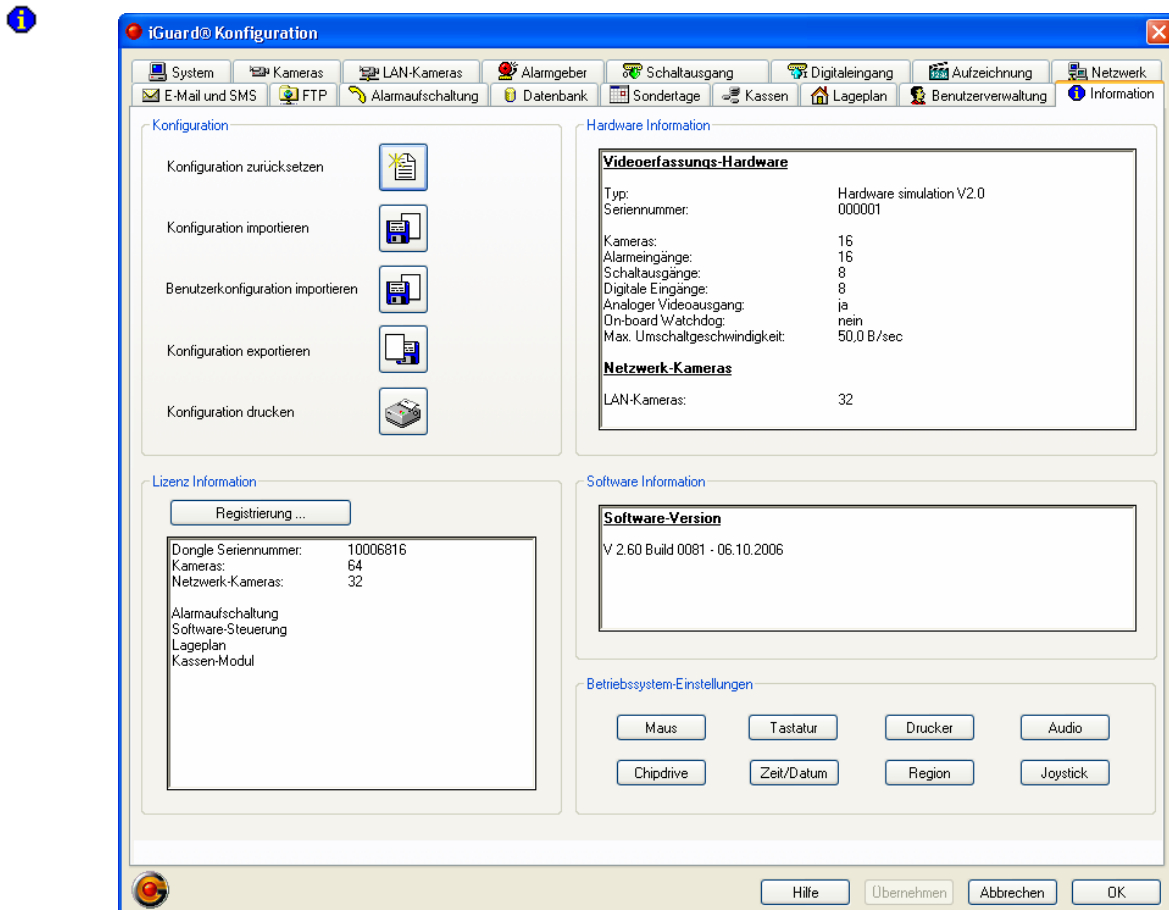 iGuard® Konfiguration
System Kameras LAN-Kameras Alarmgeber Schaltausgang Digitaleingang Aufzeichnung Netzwerk
E-Mail und SMS FTP Alarmaufschaltung Datenbank Sondertage Kassen Lageplan Benutzerverwaltung Information
Konfiguration
Konfiguration zurücksetzen
Konfiguration importieren
Benutzerkonfiguration importieren
Konfiguration exportieren
Konfiguration drucken
Hardware Information
Videoerfassungs-Hardware
Typ: Hardware simulation V2.0
Seriennummer: 000001
Kameras: 16
Alarmeingänge: 16
Schaltausgänge: 8
Digitale Eingänge: 8
Analoger Videoausgang: ja
On-board Watchdog: nein
Max. Umschaltgeschwindigkeit: 50,0 B/sec
Netzwerk-Kameras
LAN-Kameras: 32
Lizenz Information
Registrierung ...
Dongle Seriennummer: 10006816
Kameras: 64
Netzwerk-Kameras: 32
Alarmaufschaltung
Software-Steuerung
Lageplan
Kassen-Modul
Software Information
Software-Version
V 2.60 Build 0081 - 06.10.2006
Betriebssystem-Einstellungen
Maus Tastatur Drucker Audio
Chipdrive Zeit/Datum Region Joystick
Hilfe Übernehmen Abbrechen OK